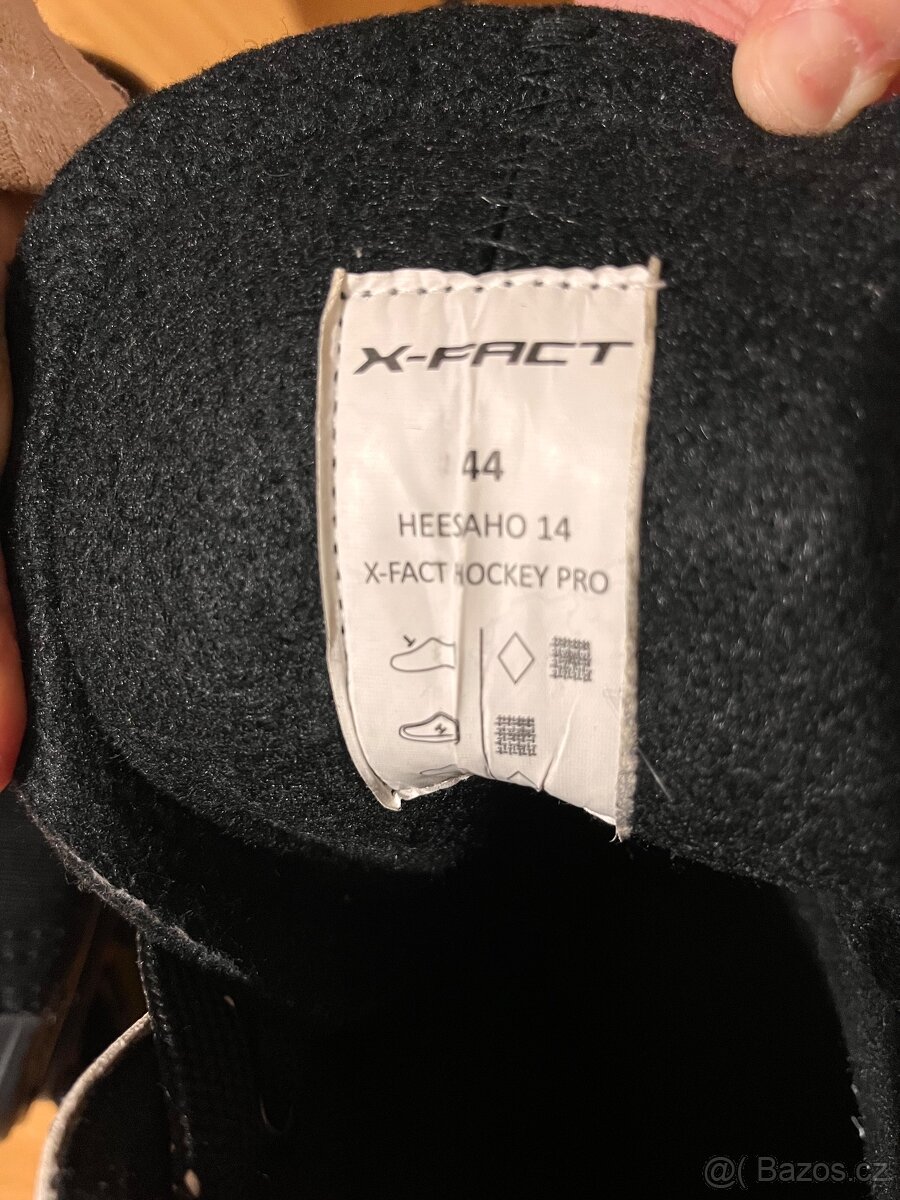 X-FACT
44
HEESAHO 14
X-FACT HOCKEY PRO
@( Bazos.cz